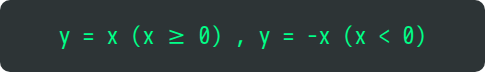 y = x (x ≥ 0) , y = -x (x < 0)